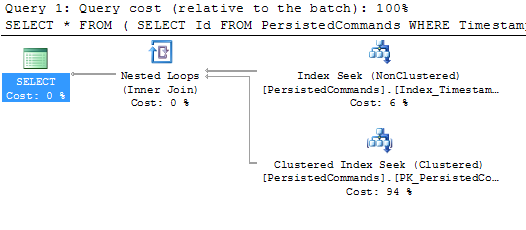 Query 1: Query cost (relative to the batch): 100%
SELECT * FROM ( SELECT Id FROM PersistedCommands WHERE Timestam
SELECT
Cost: 0 %
Nested Loops
(Inner Join)
Cost: 0 %
Index Seek (NonClustered)
[PersistedCommands].[Index_Timestam…
Cost: 6 %
Clustered Index Seek (Clustered)
[PersistedCommands].[PK_PersistedCo…
Cost: 94 %